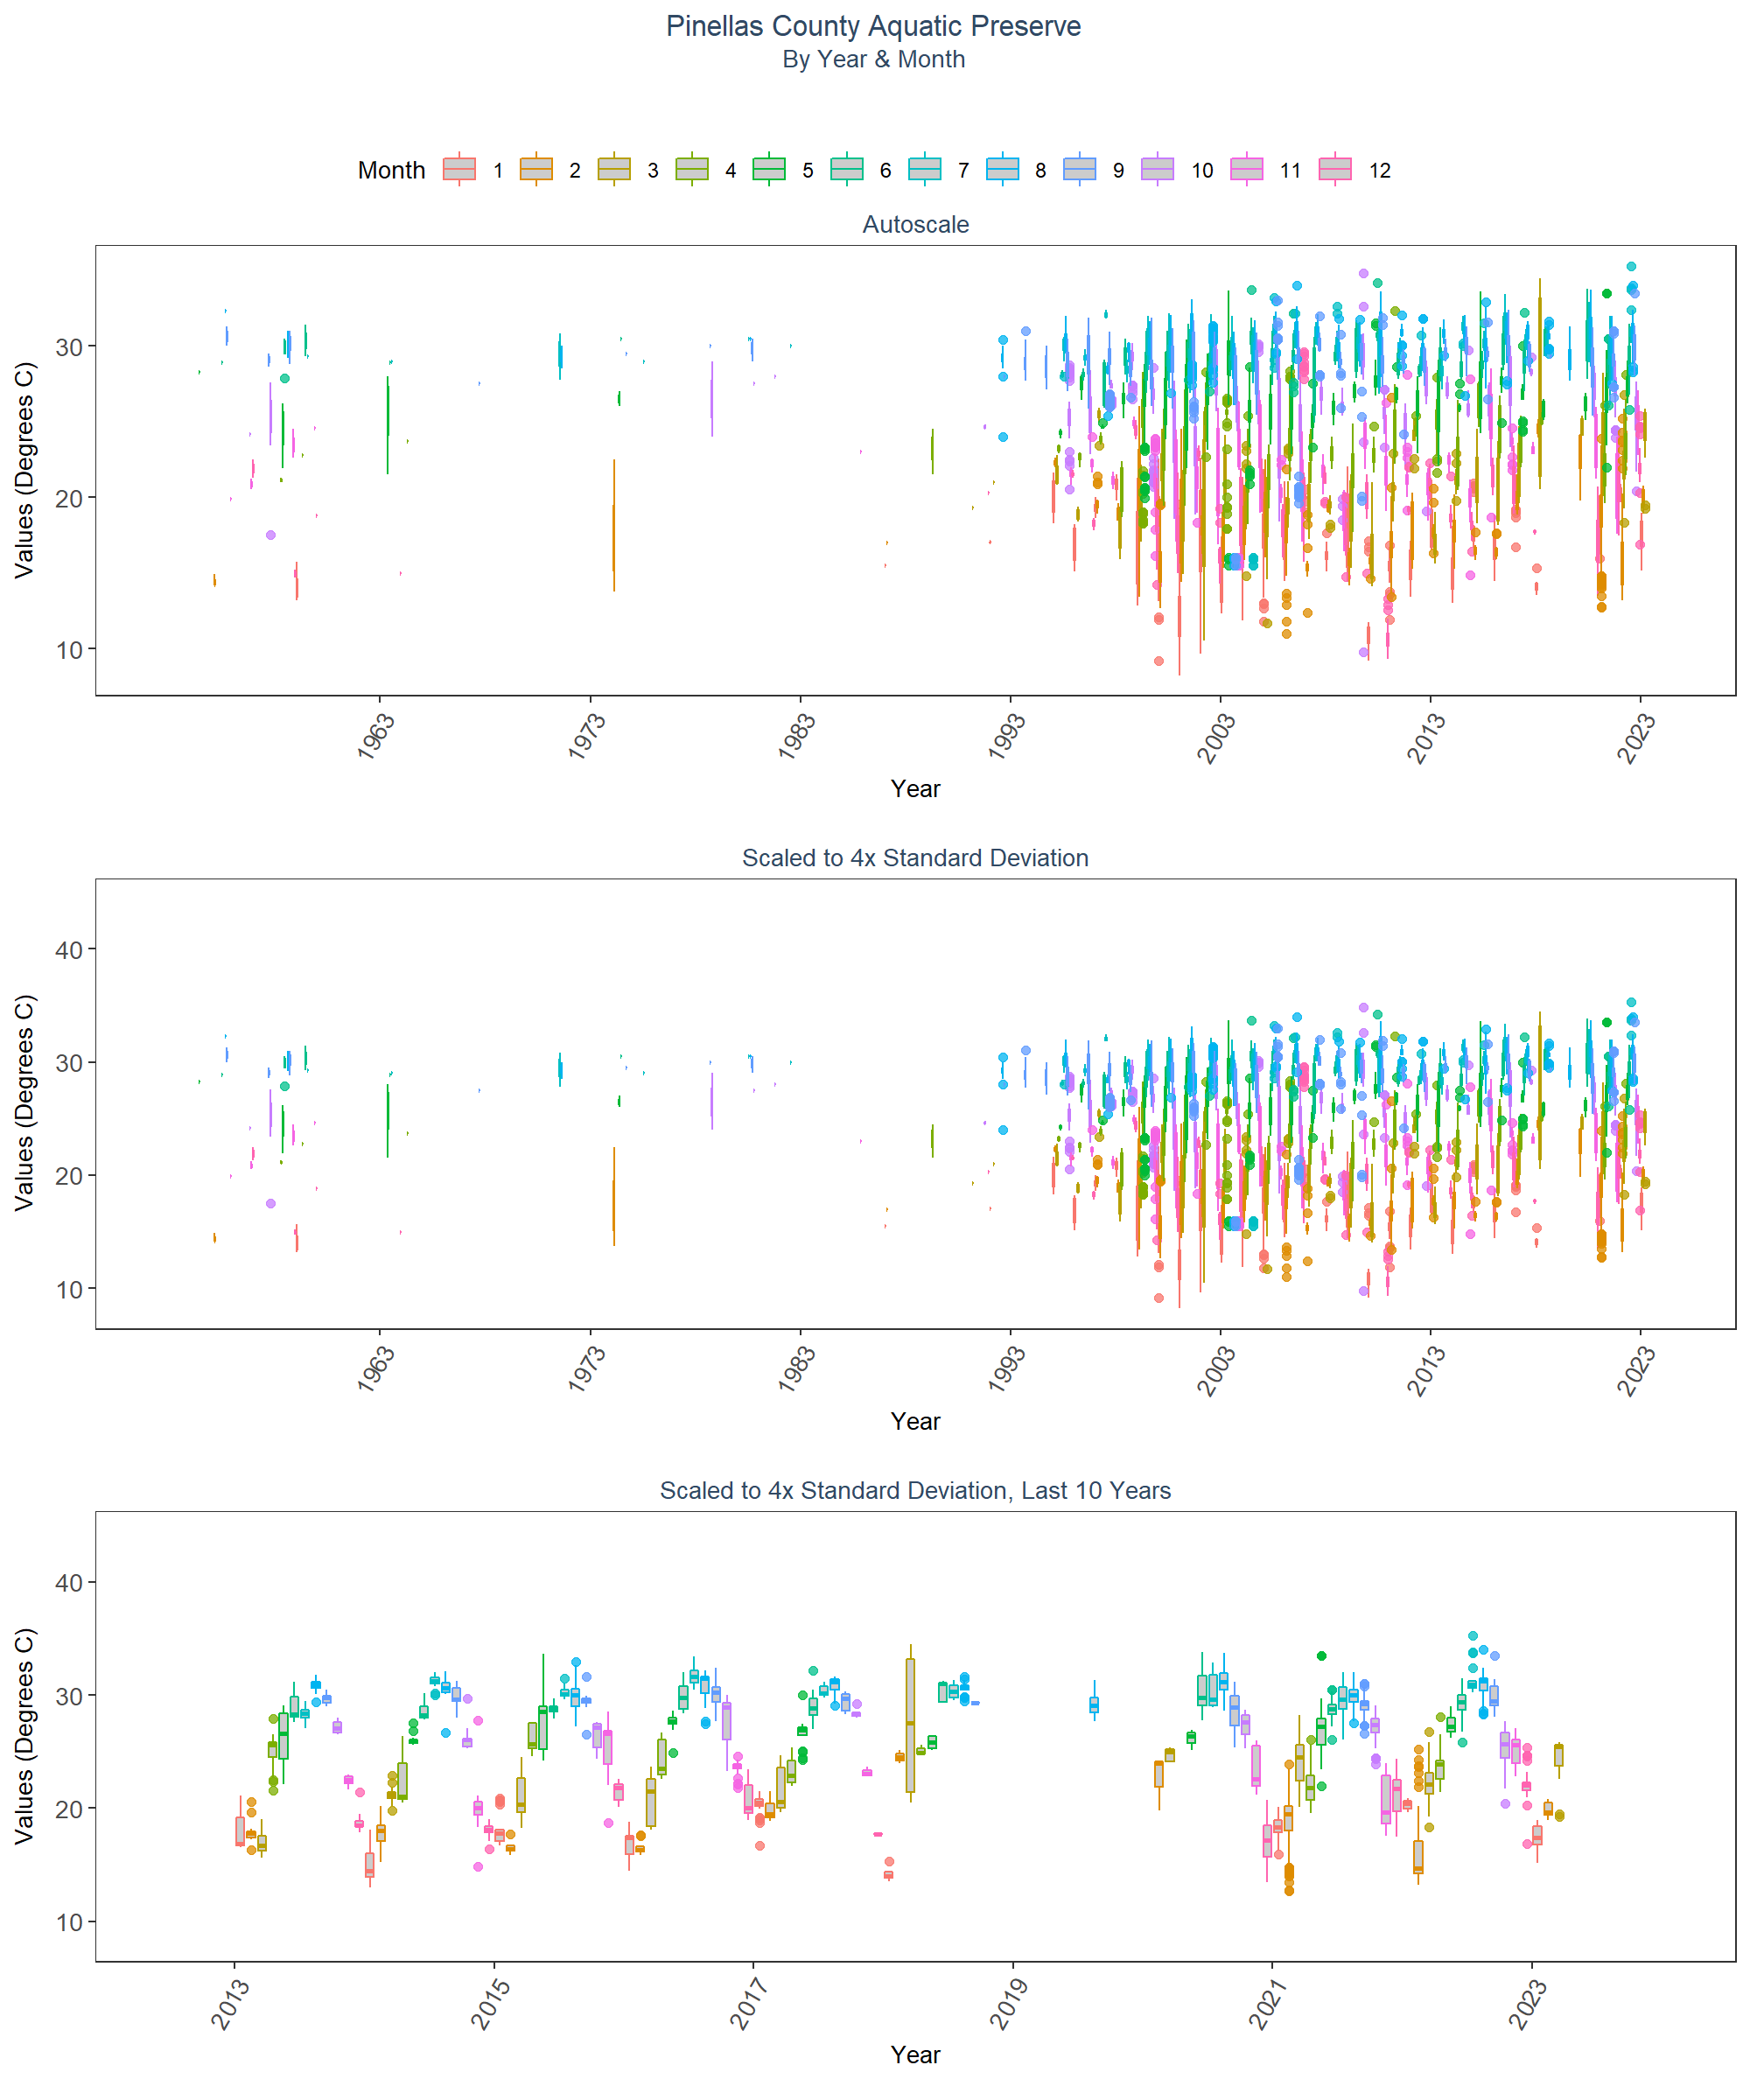 Pinellas County Aquatic Preserve
By Year & Month
Month 1 2 3 4 5 6 7 8 9 10 11 12
Autoscale
Values (Degrees C)
30
20
10
1963 1973 1983 1993 2003 2013 2023
Year
Scaled to 4x Standard Deviation
Values (Degrees C)
40
30
20
10
1963 1973 1983 1993 2003 2013 2023
Year
Scaled to 4x Standard Deviation, Last 10 Years
Values (Degrees C)
40
30
20
10
2013 2015 2017 2019 2021 2023
Year